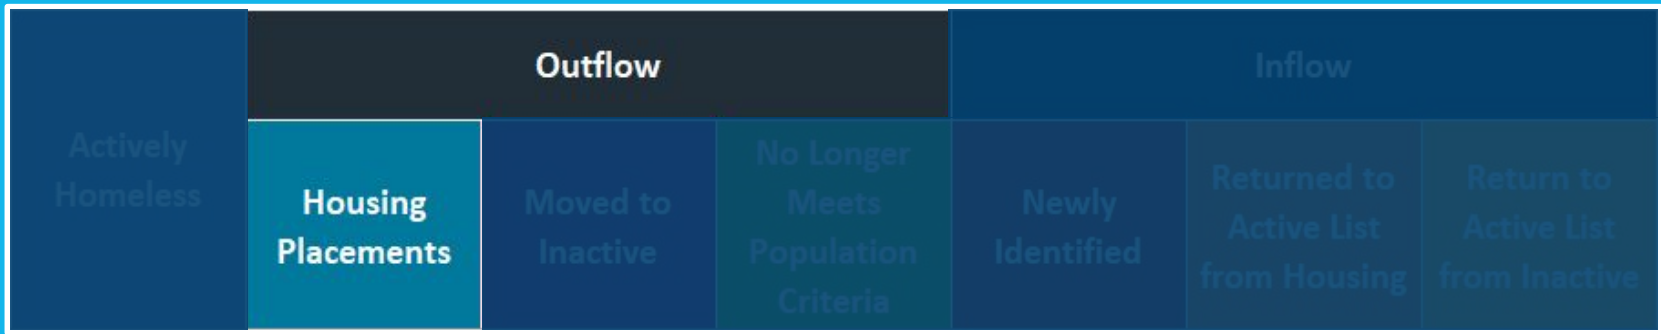 Outflow
Inflow
Actively
Homeless
Housing
Placements
Moved to
Inactive
No Longer
Meets
Population
Criteria
Newly
Identified
Returned to
Active List
from Housing
Return to
Active List
from Inactive